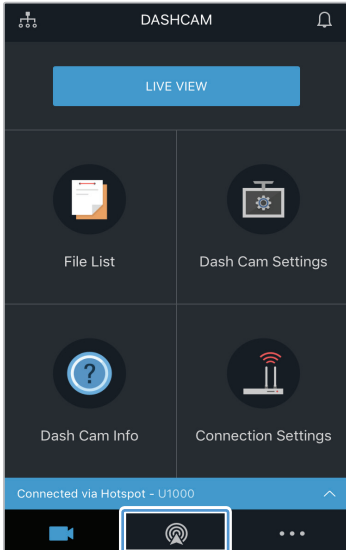 DASHCAM
LIVE VIEW
File List
Dash Cam Settings
?
Dash Cam Info
Connection Settings
Connected via Hotspot - U1000